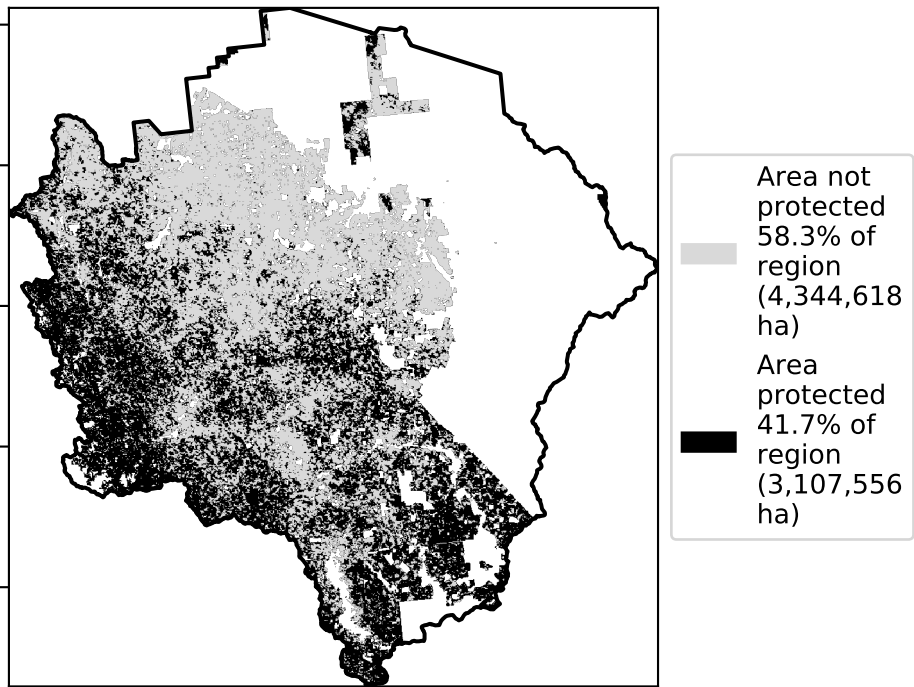 Area not
protected
58.3% of
region
(4,344,618
ha)
Area
protected
41.7% of
region
(3,107,556
ha)